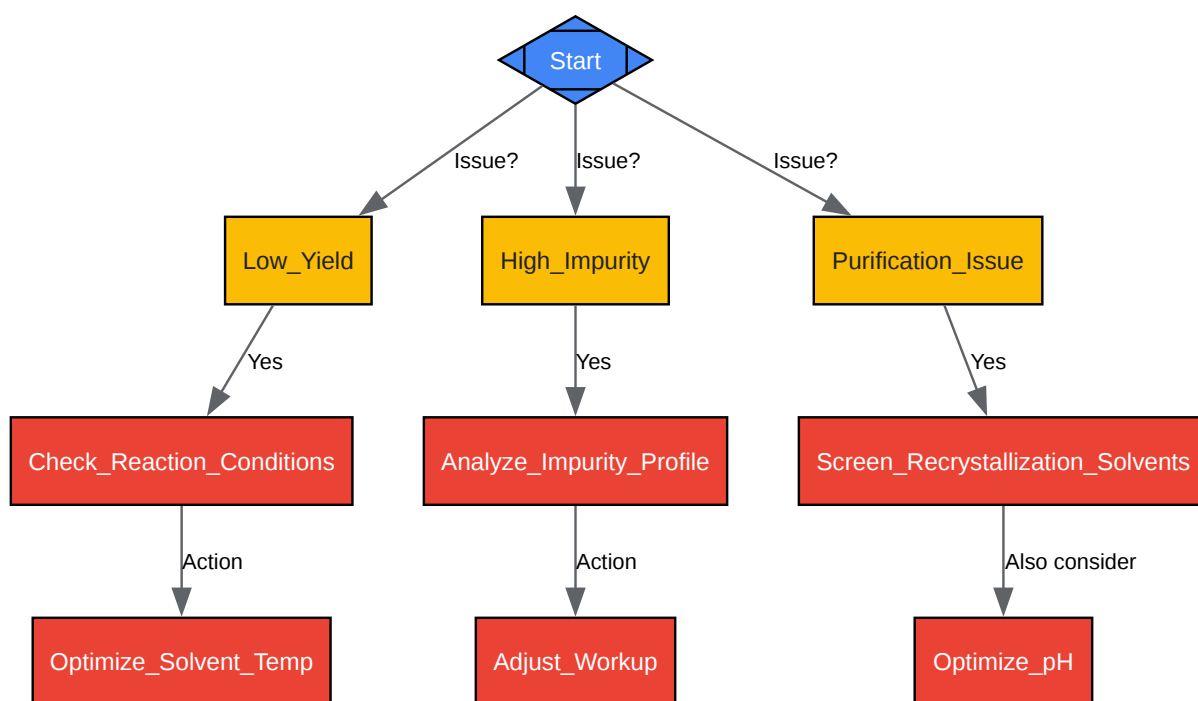 Start
Issue?
Issue?
Issue?
Low_Yield
High_Impurity
Purification_Issue
Yes
Yes
Yes
Check_Reaction_Conditions
Analyze_Impurity_Profile
Screen_Recrystallization_Solvents
Action
Action
Also consider
Optimize_Solvent_Temp
Adjust_Workup
Optimize_pH